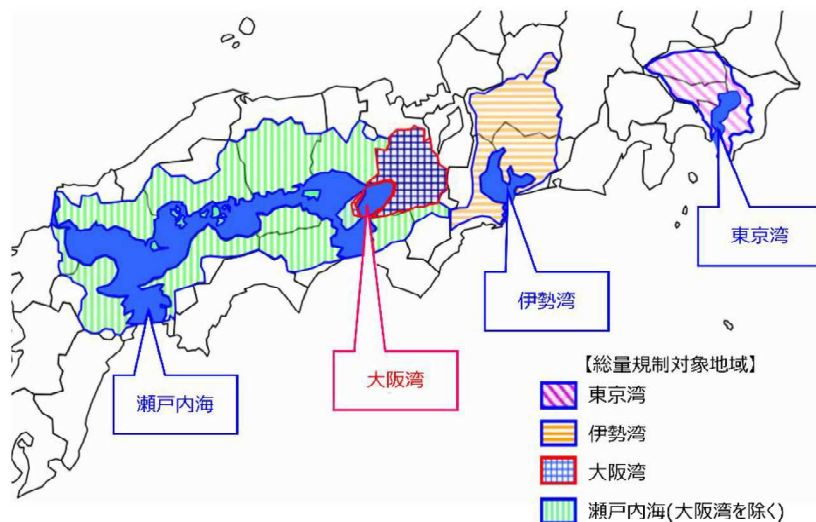 東京湾
伊勢湾
大阪湾
瀬戸内海
【総量規制対象地域】
東京湾
伊勢湾
大阪湾
瀬戸内海(大阪湾を除く)